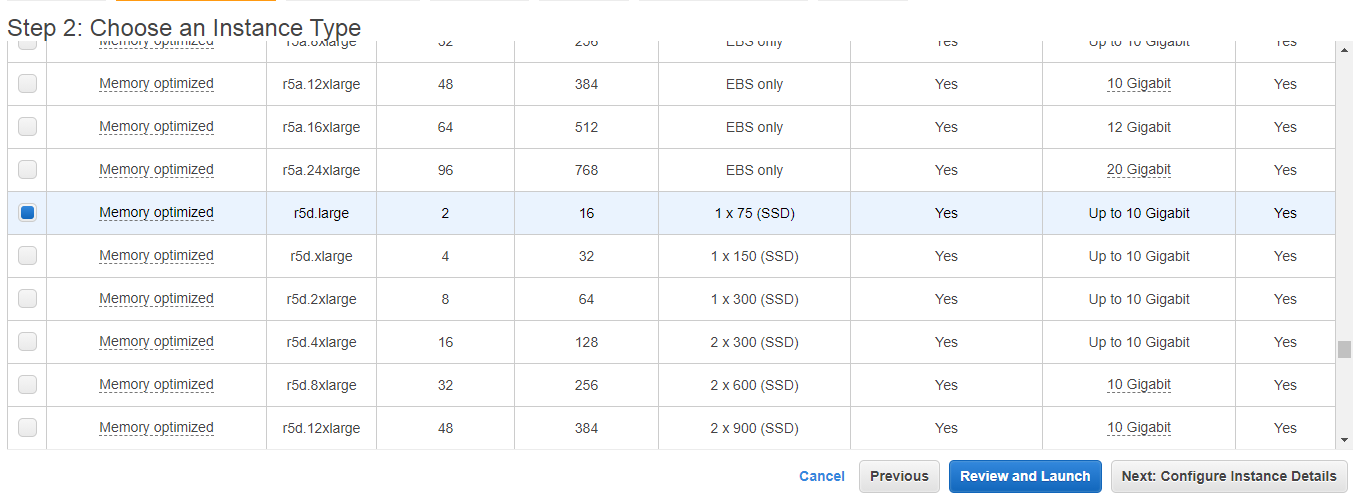 Step 2: Choose an Instance Type
Memory optimized r5a.8xlarge 32 256 EBS only Yes Up to 10 Gigabit Yes
Memory optimized r5a.12xlarge 48 384 EBS only Yes 10 Gigabit Yes
Memory optimized r5a.16xlarge 64 512 EBS only Yes 12 Gigabit Yes
Memory optimized r5a.24xlarge 96 768 EBS only Yes 20 Gigabit Yes
Memory optimized r5d.large 2 16 1 x 75 (SSD) Yes Up to 10 Gigabit Yes
Memory optimized r5d.xlarge 4 32 1 x 150 (SSD) Yes Up to 10 Gigabit Yes
Memory optimized r5d.2xlarge 8 64 1 x 300 (SSD) Yes Up to 10 Gigabit Yes
Memory optimized r5d.4xlarge 16 128 2 x 300 (SSD) Yes Up to 10 Gigabit Yes
Memory optimized r5d.8xlarge 32 256 2 x 600 (SSD) Yes 10 Gigabit Yes
Memory optimized r5d.12xlarge 48 384 2 x 900 (SSD) Yes 10 Gigabit Yes
Cancel Previous Review and Launch Next: Configure Instance Details